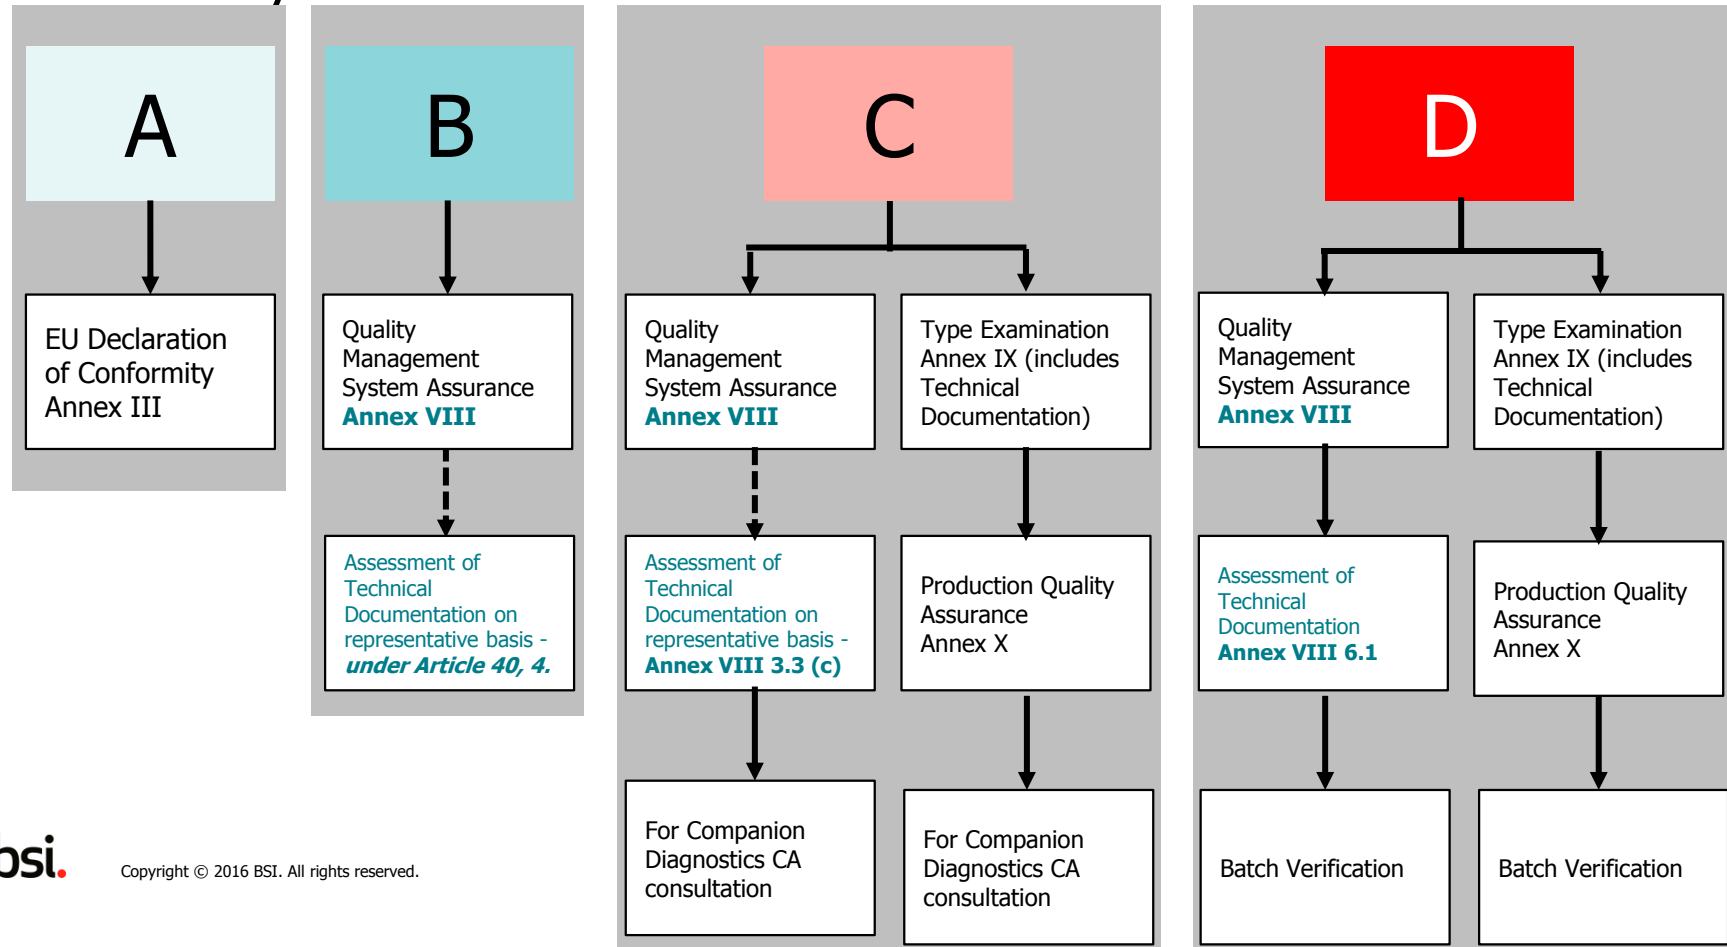 A
B
C
D
EU Declaration
of Conformity
Annex III
Quality
Management
System Assurance
Annex VIII
Quality
Management
System Assurance
Annex VIII
Type Examination
Annex IX (includes
Technical
Documentation)
Quality
Management
System Assurance
Annex VIII
Type Examination
Annex IX (includes
Technical
Documentation)
Assessment of
Technical
Documentation on
representative basis -
under Article 40, 4.
Assessment of
Technical
Documentation on
representative basis -
Annex VIII 3.3 (c)
Production Quality
Assurance
Annex X
Assessment of
Technical
Documentation
Annex VIII 6.1
Production Quality
Assurance
Annex X
For Companion
Diagnostics CA
consultation
For Companion
Diagnostics CA
consultation
Batch Verification
Batch Verification
bsi.
Copyright © 2016 BSI. All rights reserved.